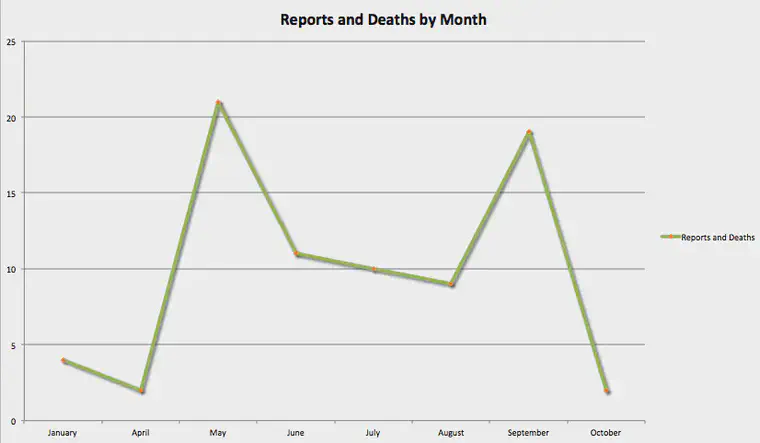 Reports and Deaths by Month
25
20
15
10
5
0
January April May June July August September October
Reports and Deaths